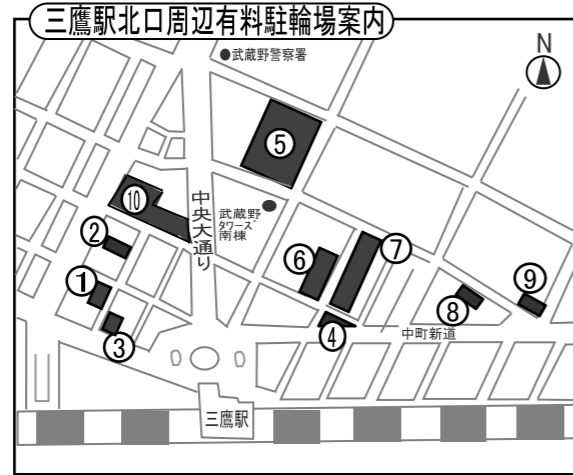 三鷹駅北口周辺有料駐輪場案内
●武蔵野警察署
N
⑤
⑩
中央大通り
武蔵野
タワーズ
南棟
②
⑥
⑦
①
⑨
⑧
③
④
中町新道
三鷹駅